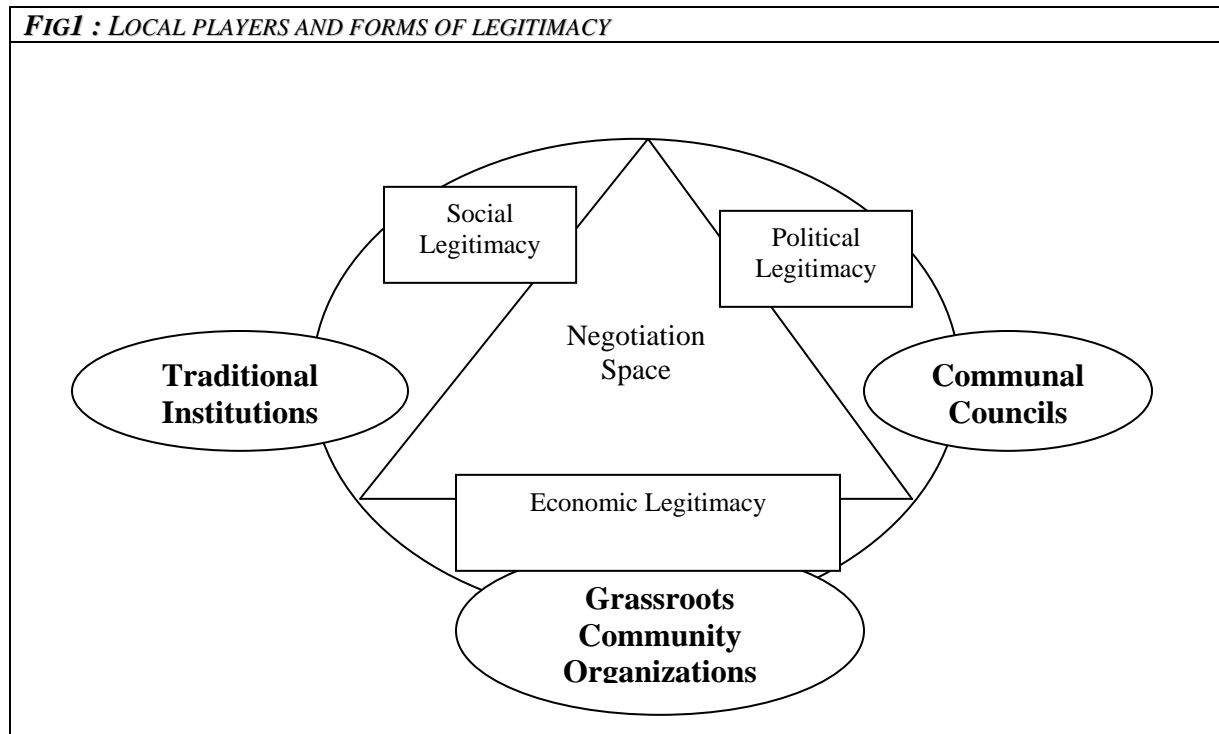 FIG1 : LOCAL PLAYERS AND FORMS OF LEGITIMACY
Social
Legitimacy
Political
Legitimacy
Negotiation
Space
Traditional
Institutions
Communal
Councils
Economic Legitimacy
Grassroots
Community
Organizations